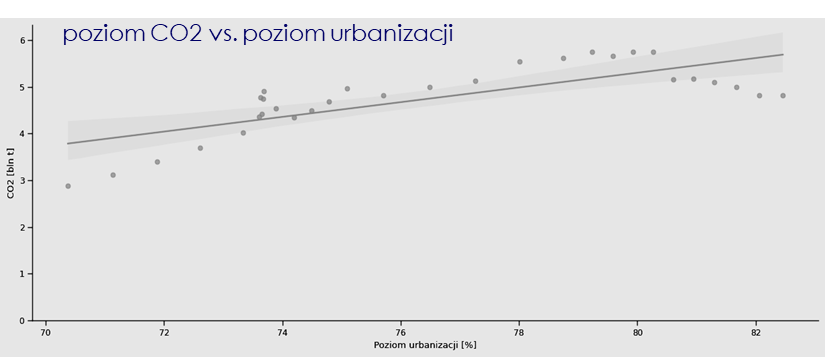 poziom CO2 vs. poziom urbanizacji
6
5
4
3
2
1
0
CO2 [bln t]
70 72 74 76 78 80 82
Poziom urbanizacji [%]